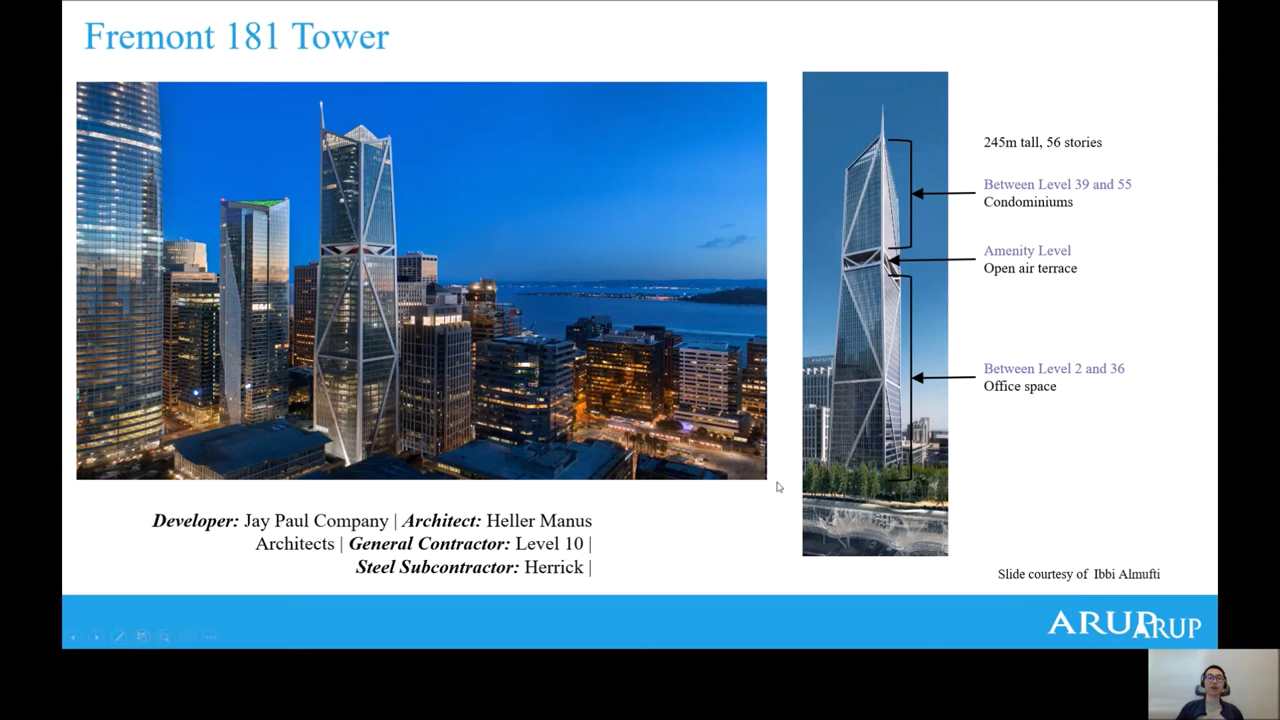 Fremont 181 Tower
245m tall, 56 stories
Between Level 39 and 55
Condominiums
Amenity Level
Open air terrace
Between Level 2 and 36
Office space
Developer: Jay Paul Company | Architect: Heller Manus
Architects | General Contractor: Level 10 |
Steel Subcontractor: Herrick |
Slide courtesy of Ibbi Almufti
ARUP
ARUP